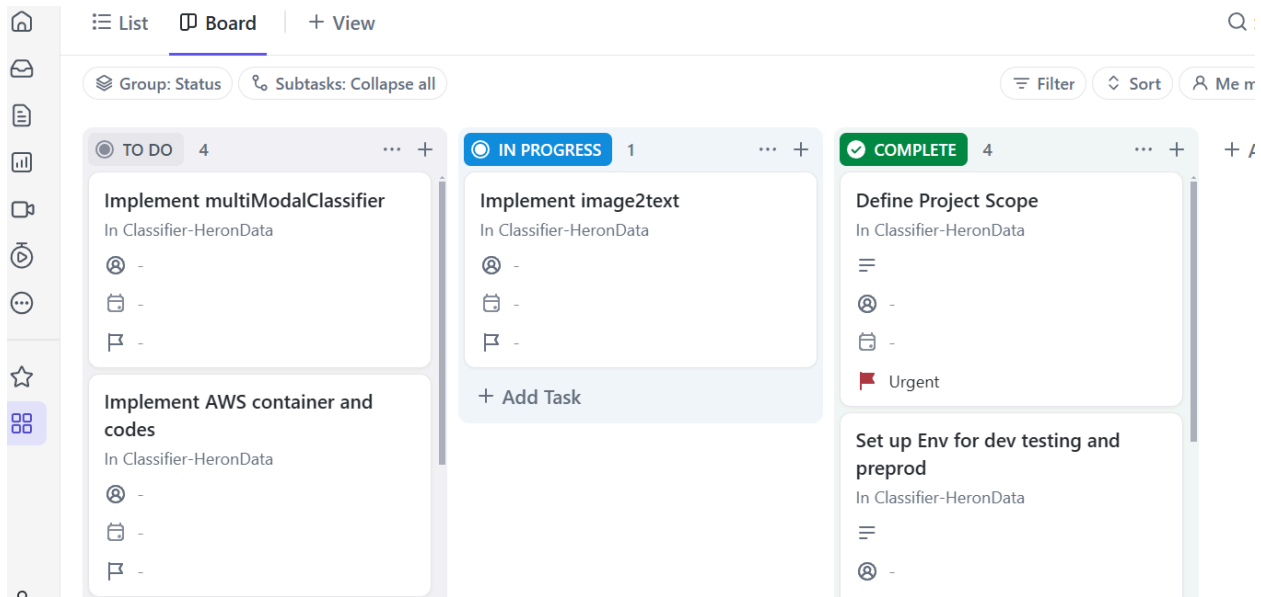 List
Board
+ View
Group: Status
Subtasks: Collapse all
Filter
Sort
Me m
TO DO 4
Implement multiModalClassifier
In Classifier-HeronData
-
-
-
Implement AWS container and
codes
In Classifier-HeronData
-
-
-
IN PROGRESS 1
Implement image2text
In Classifier-HeronData
-
-
-
+ Add Task
COMPLETE 4
Define Project Scope
In Classifier-HeronData
-
-
Urgent
Set up Env for dev testing and
preprod
In Classifier-HeronData
-